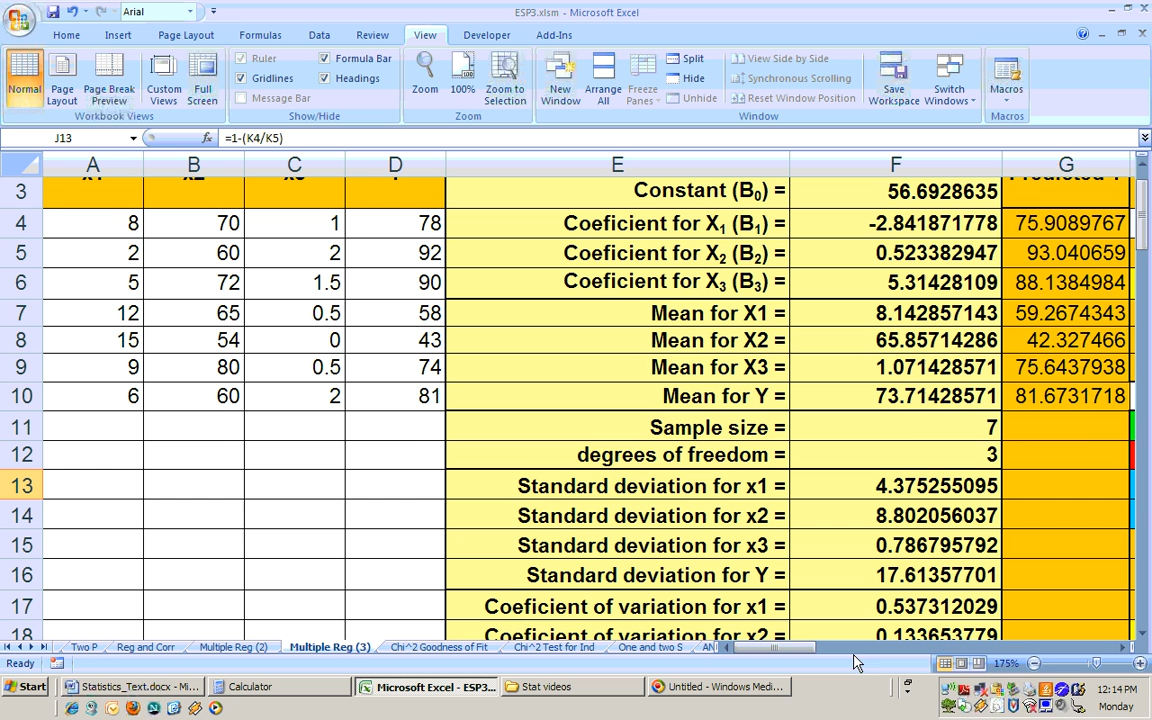 ESP3.xlsm - Microsoft Excel
Home Insert Page Layout Formulas Data Review View Developer Add-Ins
Normal Page Layout Page Break Preview Custom Views Full Screen
Ruler Formula Bar
Gridlines Headings
Message Bar
Zoom 100% Zoom to Selection
New Window Arrange All Freeze Panes
Split
Hide
Unhide
View Side by Side
Synchronous Scrolling
Reset Window Position
Save Workspace Switch Windows Macros
Workbook Views Show/Hide Zoom Window Macros
Arial
J13 fx =1-(K4/K5)
A B C D E F G
3 Constant (B0) = 56.6928635
4 8 70 1 78 Coeficient for X1 (B1) = -2.841871778 75.9089767
5 2 60 2 92 Coeficient for X2 (B2) = 0.523382947 93.040659
6 5 72 1.5 90 Coeficient for X3 (B3) = 5.31428109 88.1384984
7 12 65 0.5 58 Mean for X1 = 8.142857143 59.2674343
8 15 54 0 43 Mean for X2 = 65.85714286 42.327466
9 9 80 0.5 74 Mean for X3 = 1.071428571 75.6437938
10 6 60 2 81 Mean for Y = 73.71428571 81.6731718
11 Sample size = 7
12 degrees of freedom = 3
13 Standard deviation for x1 = 4.375255095
14 Standard deviation for x2 = 8.802056037
15 Standard deviation for x3 = 0.786795792
16 Standard deviation for Y = 17.61357701
17 Coeficient of variation for x1 = 0.537312029
18 Coeficient of variation for x2 = 0.133653779
Two P Reg and Corr Multiple Reg (2) Multiple Reg (3) Chi^2 Goodness of Fit Chi^2 Test for Ind One and two S AN
Ready 175%
Start Statistics_Text.docx - Mi... Calculator Microsoft Excel - ESP3... Stat videos Untitled - Windows Medi... 12:14 PM
Monday